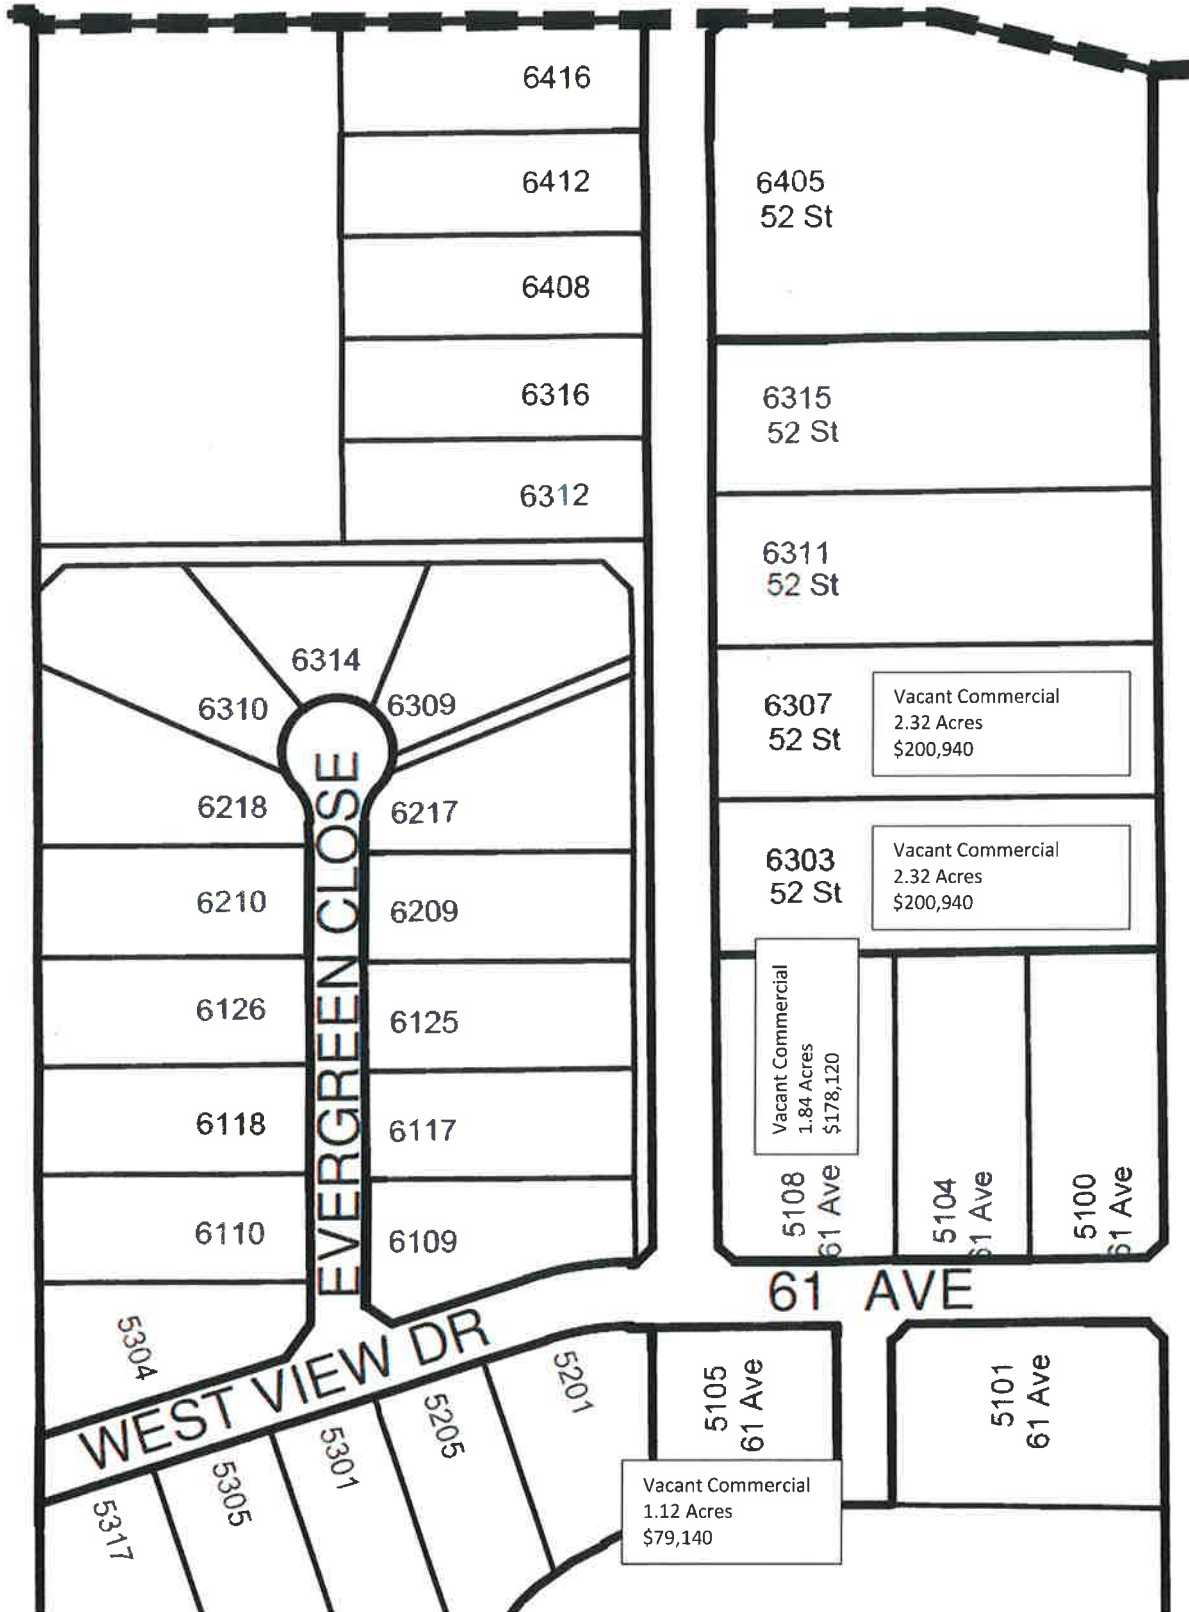 6416
6412
6408
6316
6312
6405
52 St
6315
52 St
6311
52 St
6307
52 St
Vacant Commercial
2.32 Acres
$200,940
6303
52 St
Vacant Commercial
2.32 Acres
$200,940
6314
6310
6309
6218
6217
6210
6209
6126
6125
6118
6117
6110
6109
EVERGREEN CLOSE
Vacant Commercial
1.84 Acres
$178,120
5108
61 Ave
5104
61 Ave
5100
61 Ave
61 AVE
5304
WEST VIEW DR
5317
5305
5301
5205
5201
5105
61 Ave
5101
61 Ave
Vacant Commercial
1.12 Acres
$79,140